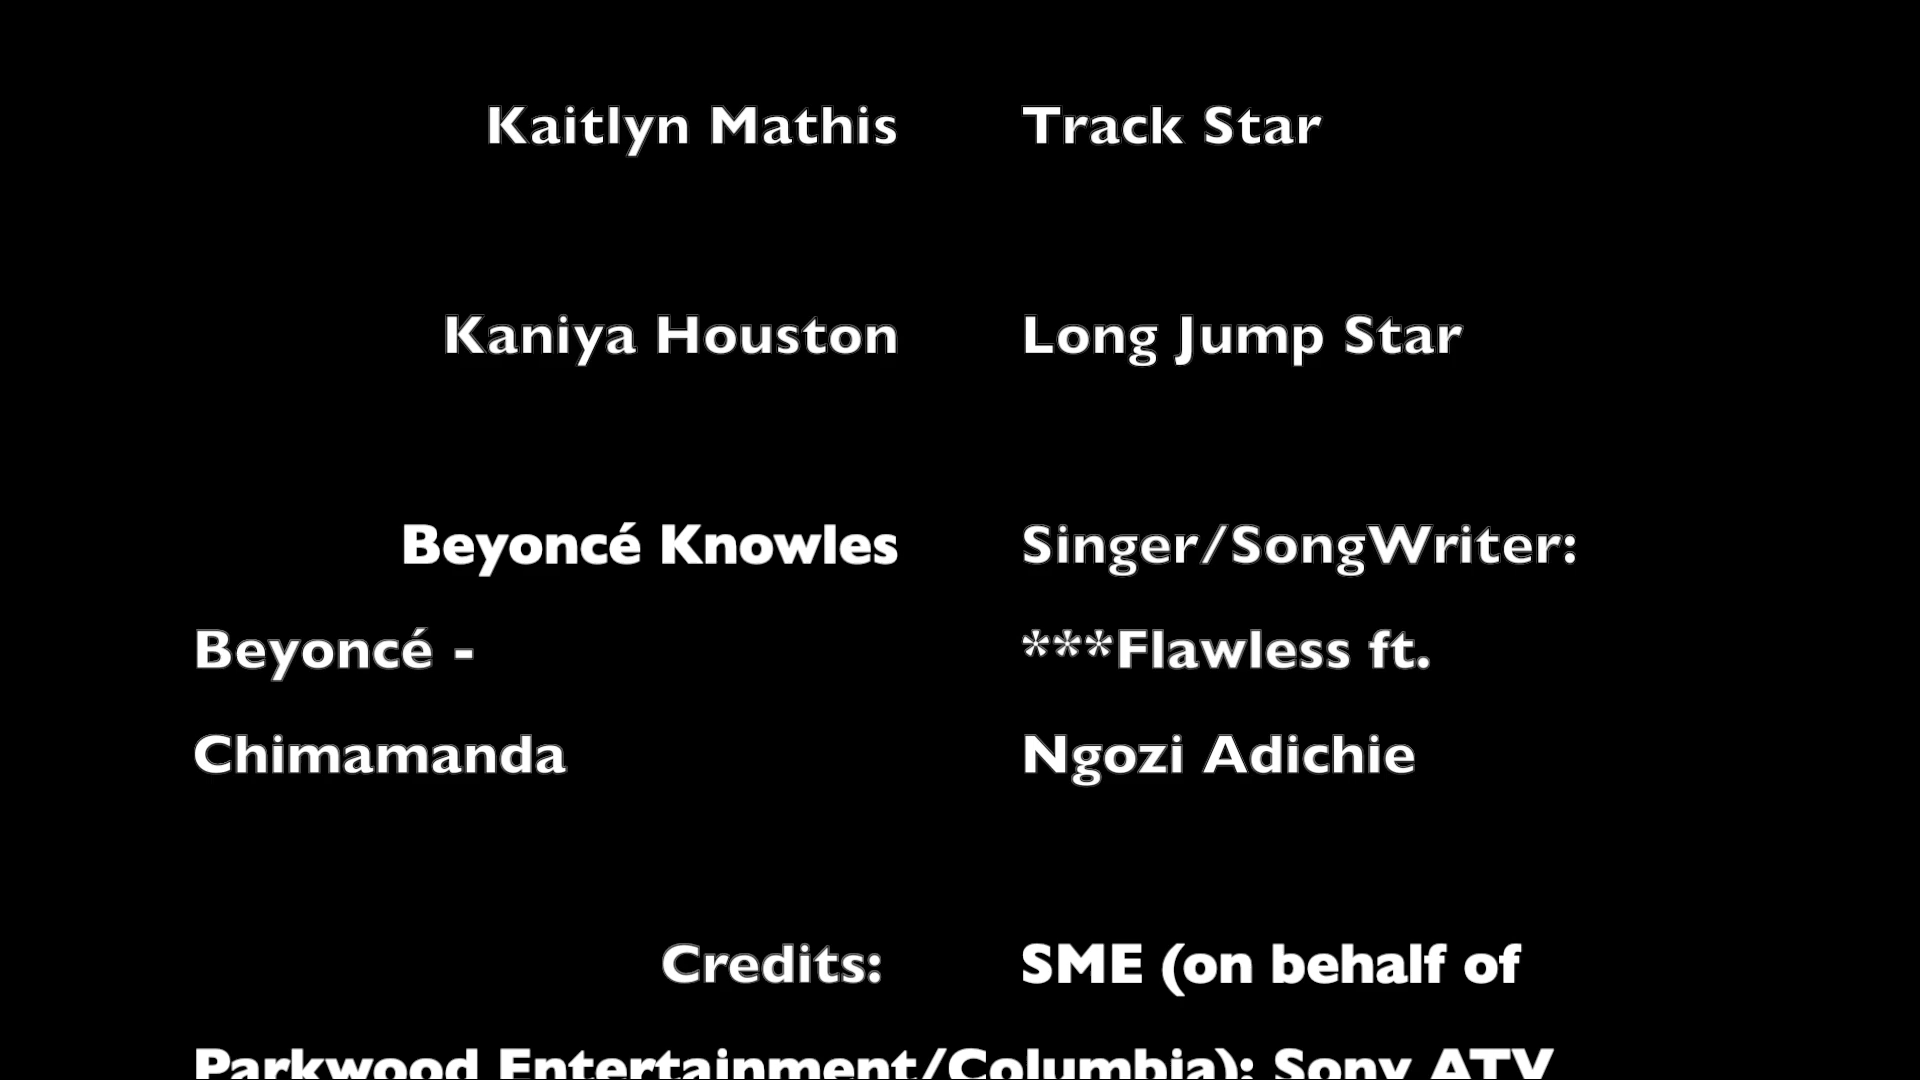 Kaitlyn Mathis Track Star
Kaniya Houston Long Jump Star
Beyoncé Knowles Singer/SongWriter:
Beyoncé - ***Flawless ft.
Chimamanda Ngozi Adichie
Credits: SME (on behalf of
Parkwood Entertainment/Columbia); Sony ATV